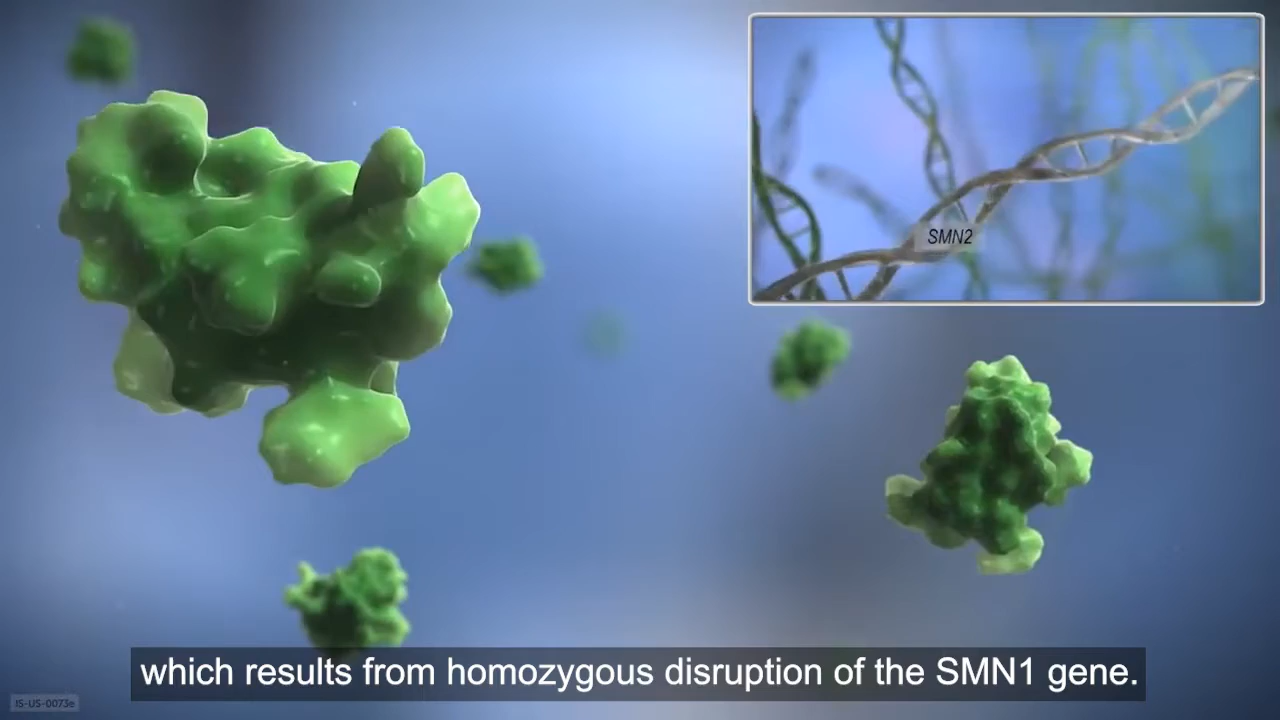 SMN2
which results from homozygous disruption of the SMN1 gene.
IS-US-0073e